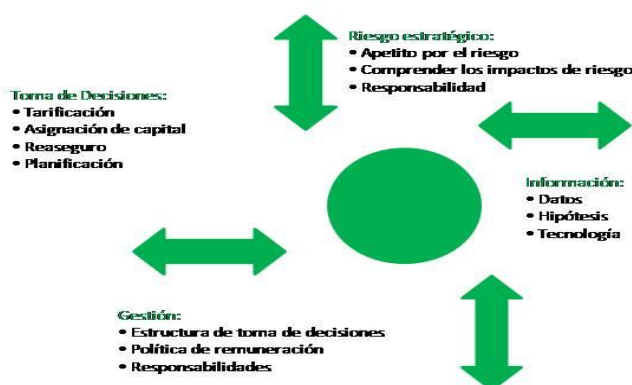 Riesgo estratégico:
• Apetito por el riesgo
• Comprender los impactos de riesgo
• Responsabilidad
Toma de Decisiones:
• Tarificación
• Asignación de capital
• Reaseguro
• Planificación
Información:
• Datos
• Hipótesis
• Tecnología
Gestión:
• Estructura de toma de decisiones
• Política de remuneración
• Responsabilidades